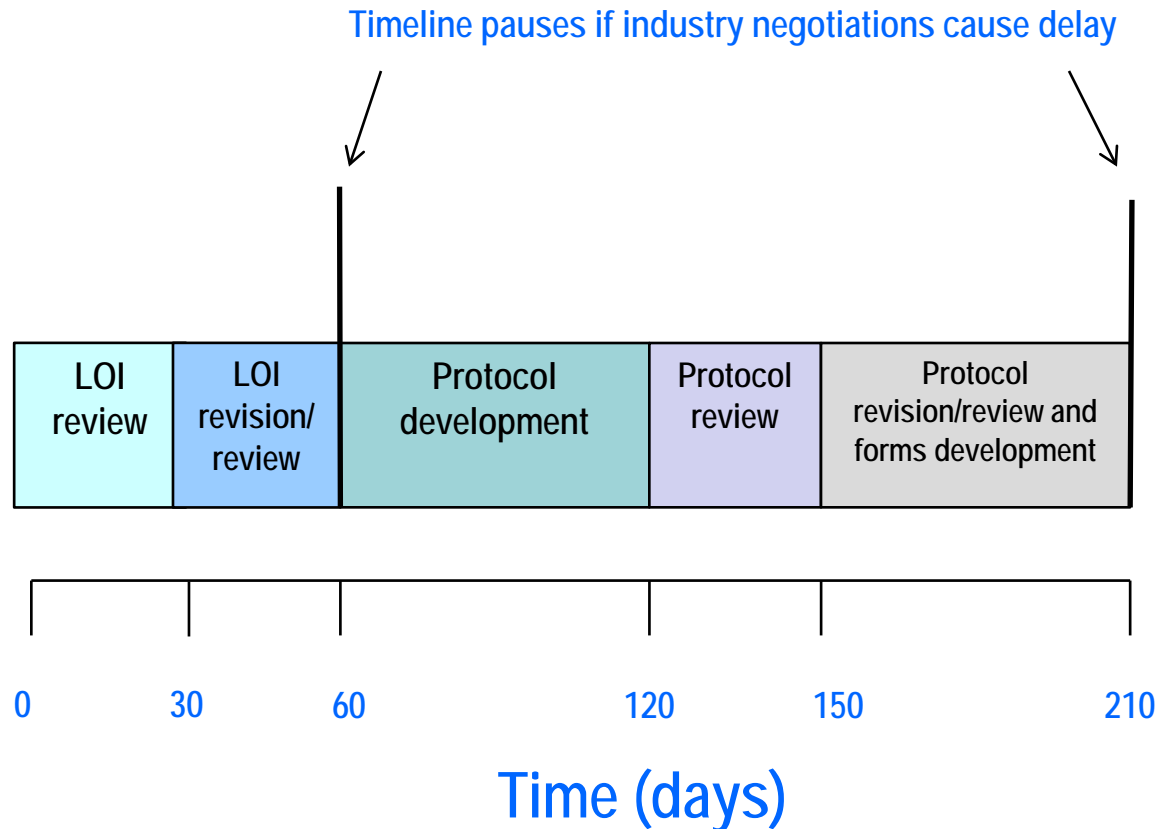 Timeline pauses if industry negotiations cause delay
LOI
review
LOI
revision/
review
Protocol
development
Protocol
review
Protocol
revision/review and
forms development
0
30
60
120
150
210
Time (days)